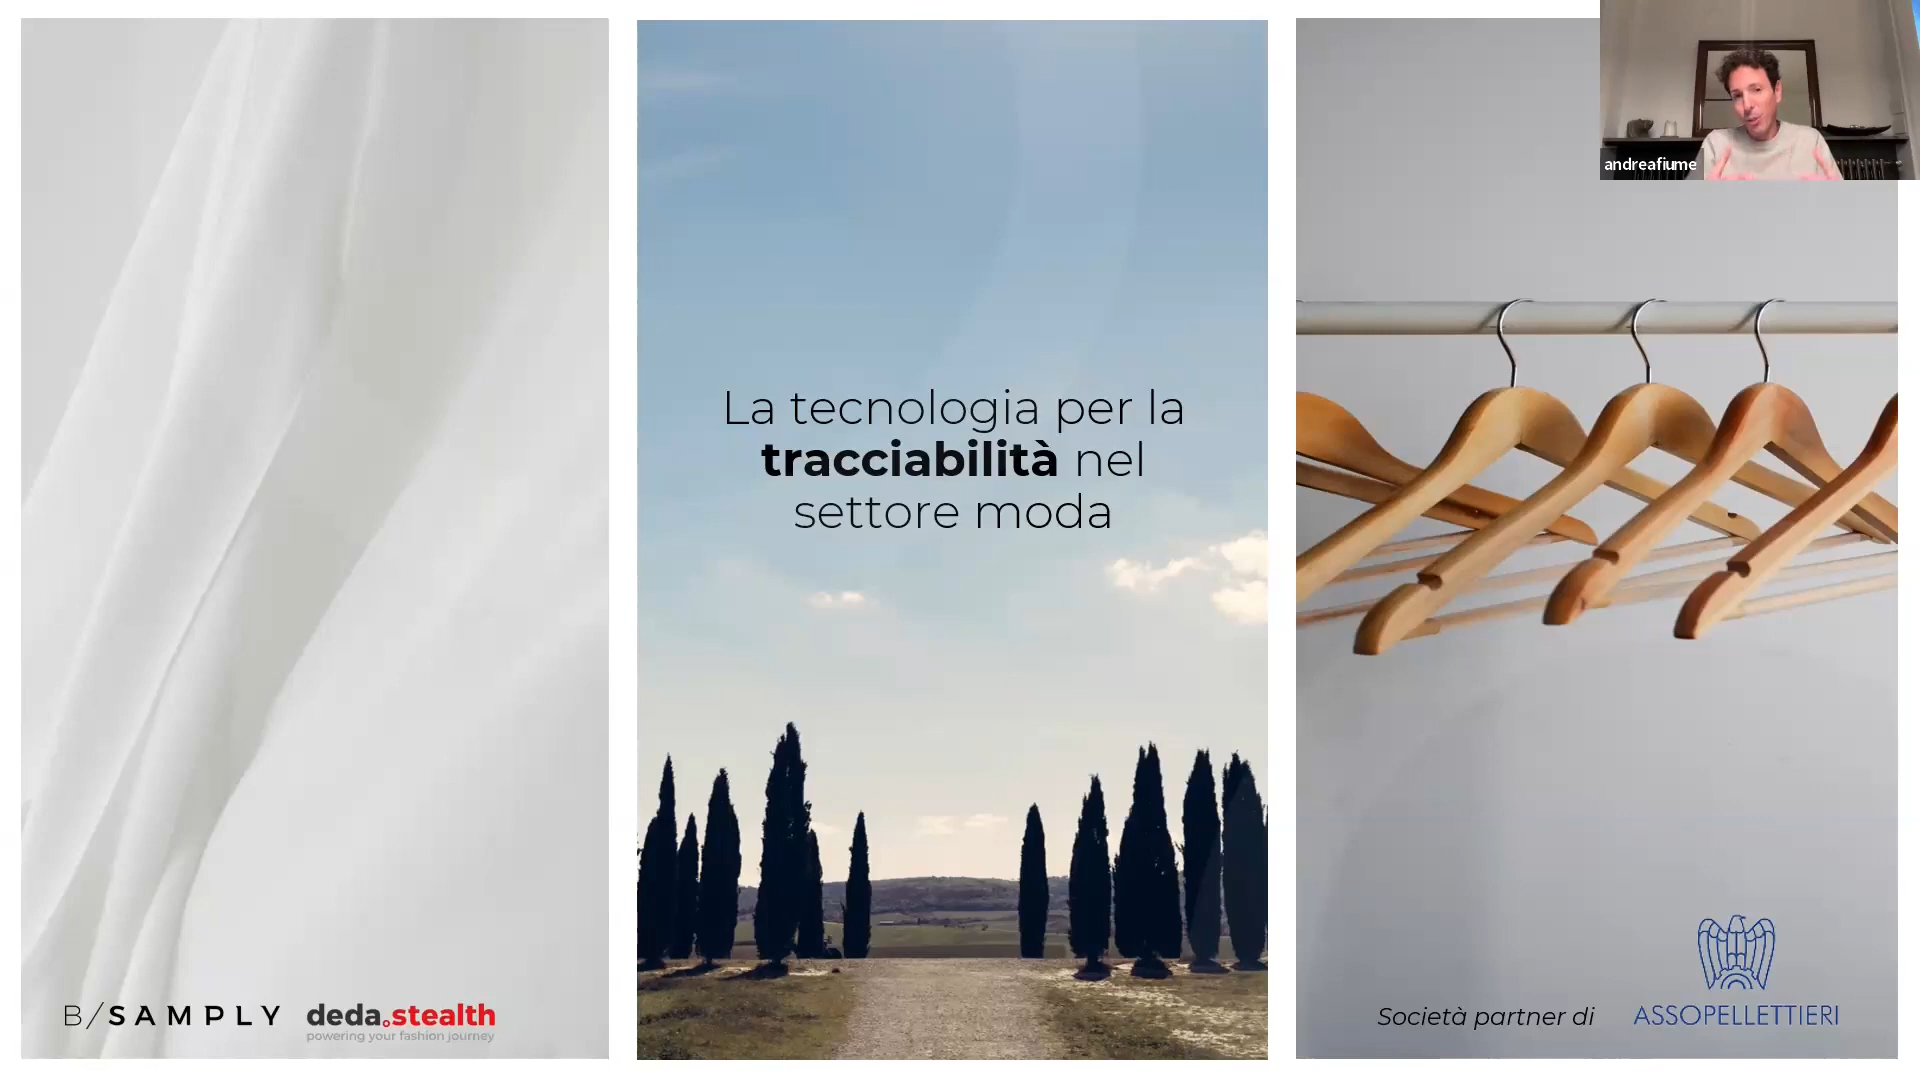 andreafiume
La tecnologia per la
tracciabilità nel
settore moda
B/SAMPLY
deda.stealth
powering your fashion journey
Società partner di
ASSOPELLETTIERI